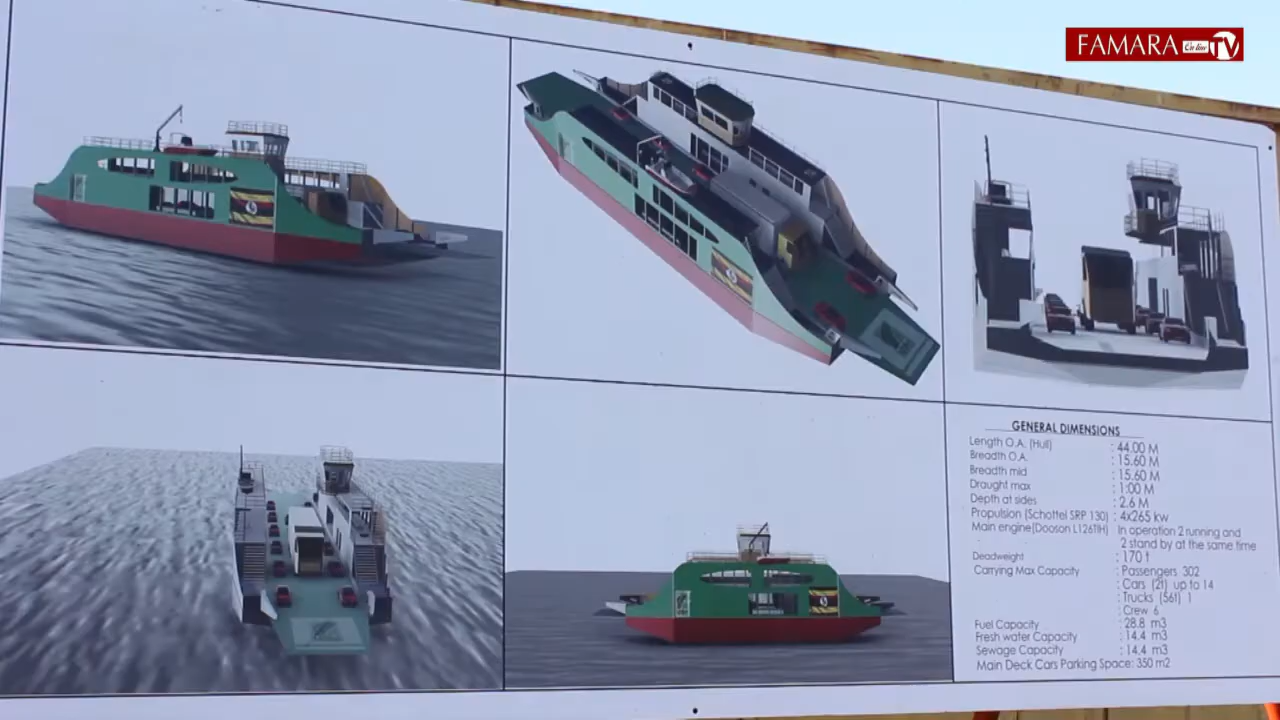 FAMARA On line TV
GENERAL DIMENSIONS
Length O.A. (Hull) : 44.00 M
Breadth O.A. : 15.60 M
Breadth mid : 15.60 M
Draught max : 1:00 M
Depth at sides : 2.6 M
Propulsion (Schottel SRP 130) : 4x265 kw
Main engine(Dooson L126TIH) In operation 2 running and
2 stand by at the same time
Deadweight : 170 t
Carrying Max Capacity : Passengers 302
: Cars (2t) up to 14
: Trucks (56t) 1
: Crew 6
Fuel Capacity : 28.8 m3
Fresh water Capacity : 14.4 m3
Sewage Capacity : 14.4 m3
Main Deck Cars Parking Space: 350 m2